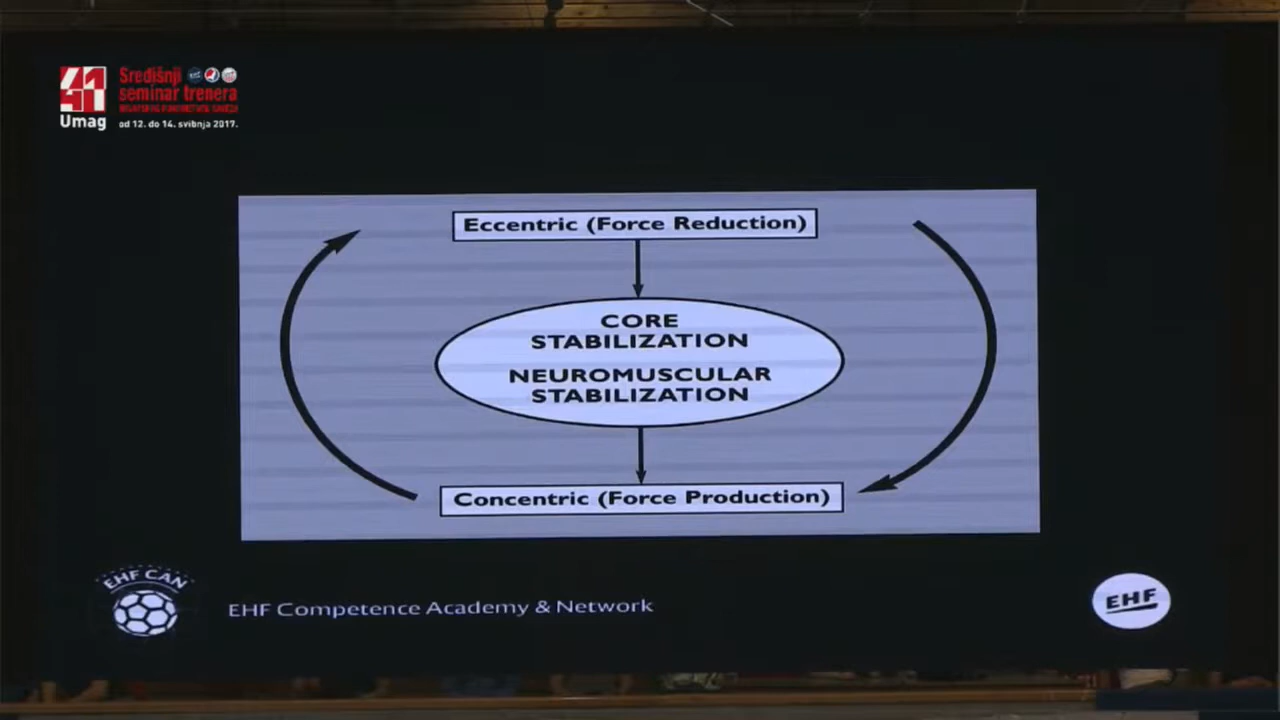 41
Središnji
seminar trenera
Umag
od 12. do 14. svibnja 2017.
Eccentric (Force Reduction)
CORE
STABILIZATION
NEUROMUSCULAR
STABILIZATION
Concentric (Force Production)
EHF CAN
EHF Competence Academy & Network
EHF